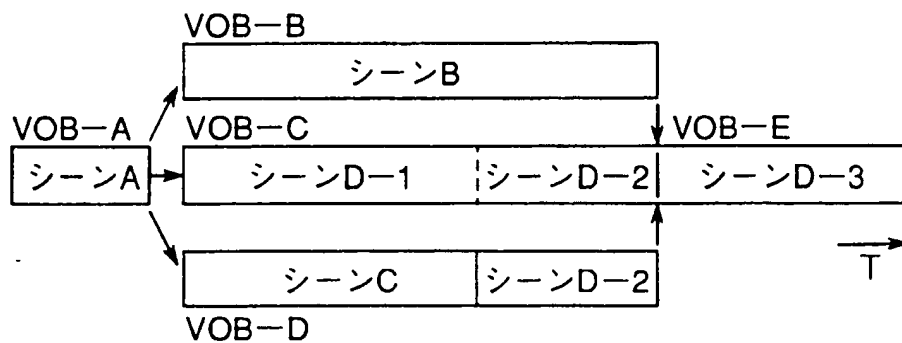 VOB－B
シーンB
VOB－A
VOB－C
VOB－E
シーンA
シーンD－1
シーンD－2
シーンD－3
シーンC
シーンD－2
T
VOB－D